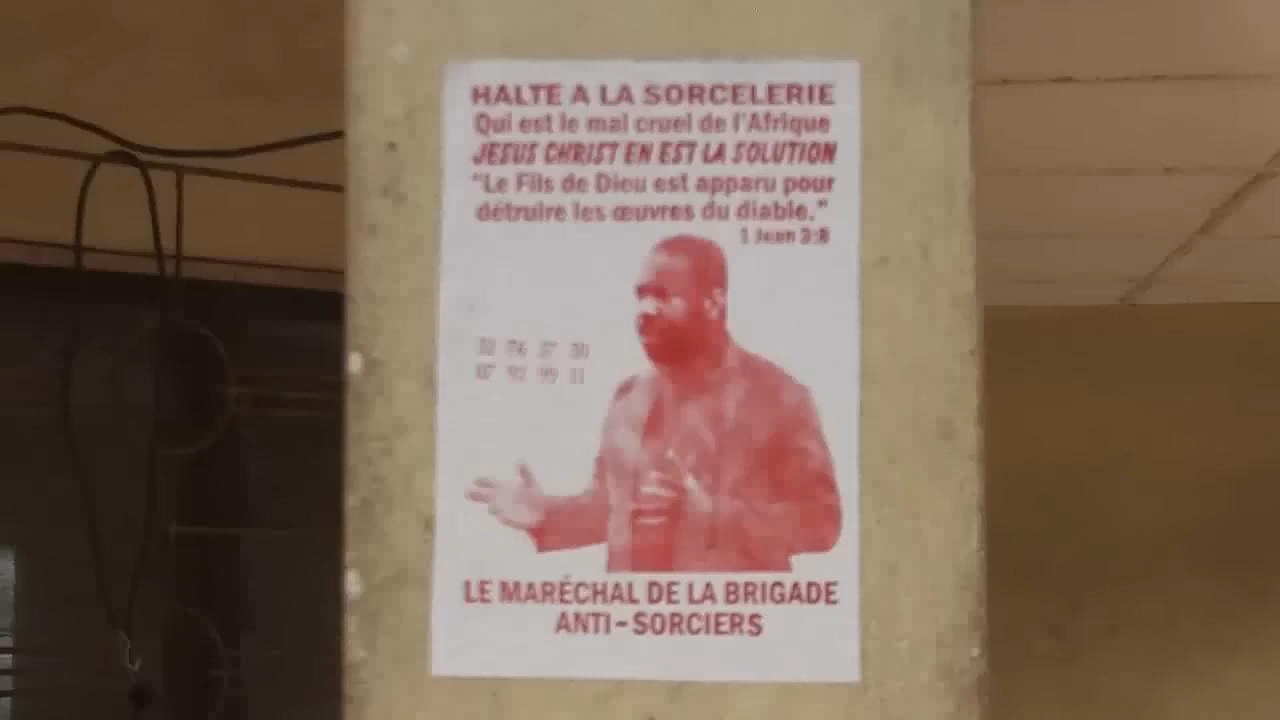 HALTE A LA SORCELERIE
Qui est le mal cruel de l'Afrique
JESUS CHRIST EN EST LA SOLUTION
"Le Fils de Dieu est apparu pour
détruire les œuvres du diable."
1 Jean 3:8
LE MARÉCHAL DE LA BRIGADE
ANTI-SORCIERS